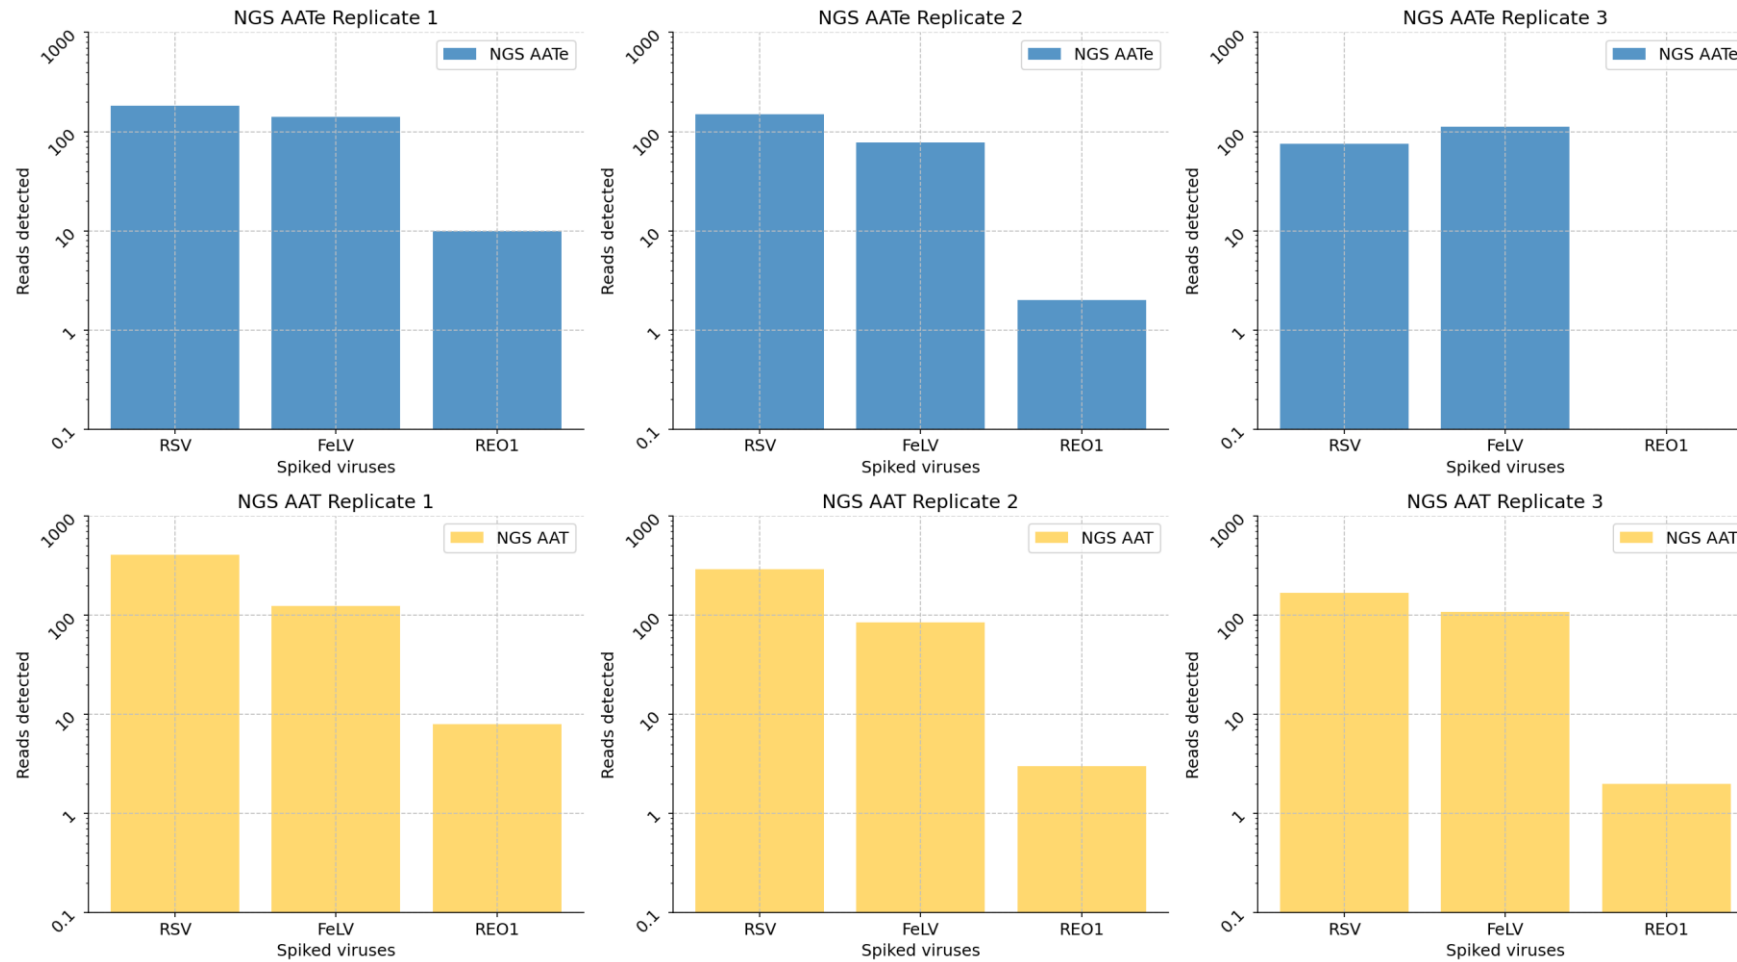 NGS AATe Replicate 1
NGS AATe
1000
100
10
1
0.1
Reads detected
RSV
FeLV
REO1
Spiked viruses
NGS AATe Replicate 2
NGS AATe
1000
100
10
1
0.1
Reads detected
RSV
FeLV
REO1
Spiked viruses
NGS AATe Replicate 3
NGS AATe
1000
100
10
1
0.1
Reads detected
RSV
FeLV
REO1
Spiked viruses
NGS AAT Replicate 1
NGS AAT
1000
100
10
1
0.1
Reads detected
RSV
FeLV
REO1
Spiked viruses
NGS AAT Replicate 2
NGS AAT
1000
100
10
1
0.1
Reads detected
RSV
FeLV
REO1
Spiked viruses
NGS AAT Replicate 3
NGS AAT
1000
100
10
1
0.1
Reads detected
RSV
FeLV
REO1
Spiked viruses